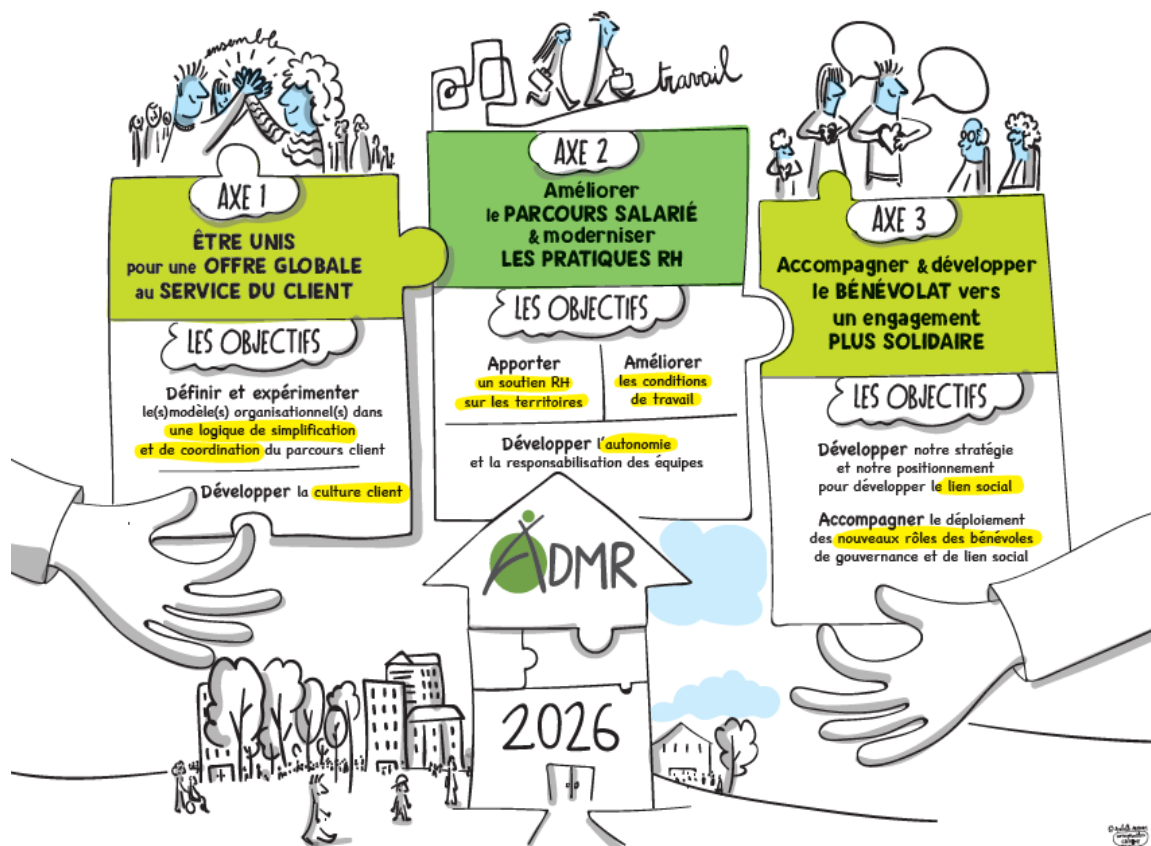 ensemble
AXE 1
ÊTRE UNIS
pour une OFFRE GLOBALE
au SERVICE DU CLIENT
LES OBJECTIFS
Définir et expérimenter
le(s)modèle(s) organisationnel(s) dans
une logique de simplification
et de coordination du parcours client
Développer la culture client
travail
AXE 2
Améliorer
le PARCOURS SALARIÉ
& moderniser
LES PRATIQUES RH
LES OBJECTIFS
Apporter
un soutien RH
sur les territoires
Améliorer
les conditions
de travail
Développer l'autonomie
et la responsabilisation des équipes
AXE 3
Accompagner & développer
le BÉNÉVOLAT vers
un engagement
PLUS SOLIDAIRE
LES OBJECTIFS
Développer notre stratégie
et notre positionnement
pour développer le lien social
Accompagner le déploiement
des nouveaux rôles des bénévoles
de gouvernance et de lien social
ADMR
2026